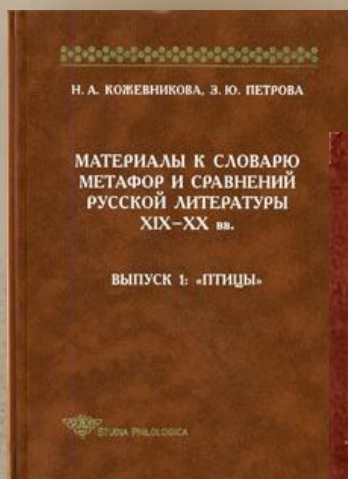 Н. А. КОЖЕВНИКОВА, З. Ю. ПЕТРОВА
МАТЕРИАЛЫ К СЛОВАРЮ
МЕТАФОР И СРАВНЕНИЙ
РУССКОЙ ЛИТЕРАТУРЫ
XIX–XX вв.
ВЫПУСК 1: «ПТИЦЫ»
STUDIA PHILOLOGICA